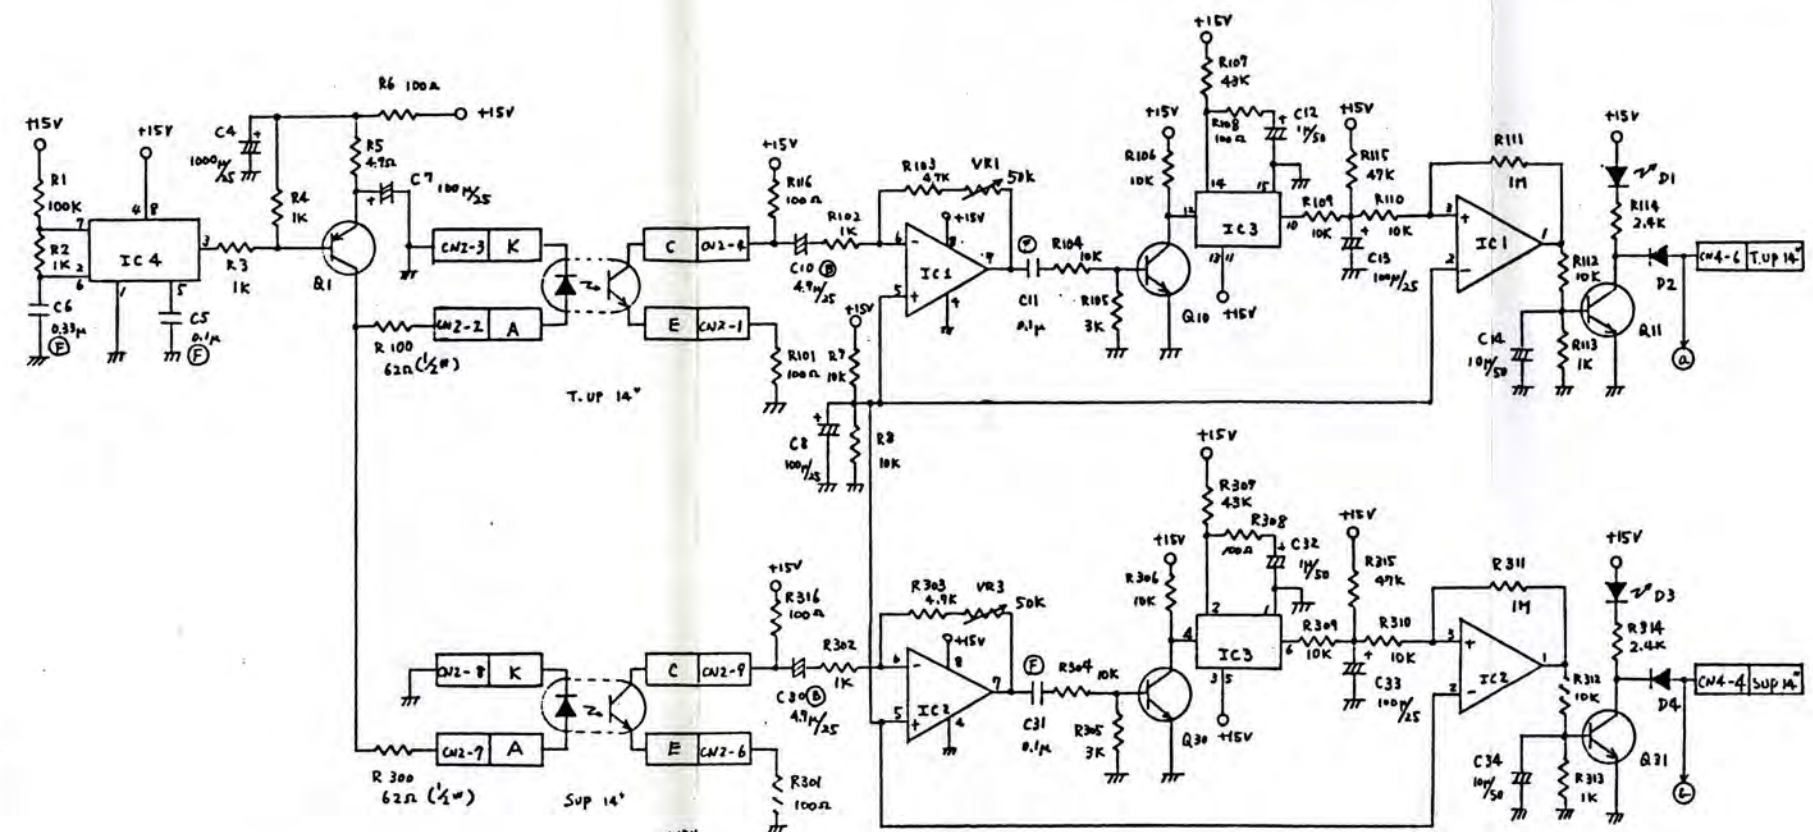 +15V
R107
43K
R6 100Ω
+15V
+15V
+15V
C4
1000μ/25
R5
4.7Ω
C7 100μ/25
R1
100K
R4
1K
7
4 8
IC4
3
R2
1K
2
6
R3
1K
Q1
1
5
C6
0.33μ
F
C5
0.1μ
F
CN2-3 K
CN2-2 A
R100
62Ω (1/2W)
C CN2-4
E CN2-1
T.UP 14"
+15V
R116
100Ω
R102
1K
C10 B
4.7μ/25
R101
100Ω
+15V
R7
10K
C8
100μ/25
R8
10K
R103
4.7K
VR1
50K
+15V
6
-
8
IC1
7
5
+
4
C11
0.1μ
R104
10K
R105
3K
+15V
R106
10K
Q10
R108
100Ω
C12
1μ/50
14
15
12
IC3
10
13 11
+15V
+15V
R115
47K
R109
10K
R110
10K
C13
100μ/25
R111
1M
3
+
IC1
1
2
-
R112
10K
C14
10μ/50
R113
1K
Q11
+15V
D1
R114
2.4K
D2
CN4-6 T.UP 14"
a
CN2-8 K
CN2-7 A
R300
62Ω (1/2W)
C CN2-9
E CN2-6
Sup 14"
+15V
R316
100Ω
R302
1K
C30 B
4.7μ/25
R301
100Ω
R303
4.7K
VR3
50K
+15V
6
-
8
IC2
7
5
+
4
F
C31
0.1μ
R304
10K
R305
3K
+15V
R306
10K
Q30
+15V
R307
43K
R308
100Ω
C32
1μ/50
2
1
4
IC3
6
3 5
+15V
+15V
R315
47K
R309
10K
R310
10K
C33
100μ/25
R311
1M
3
+
IC2
1
2
-
R312
10K
C34
10μ/50
R313
1K
Q31
+15V
D3
R314
2.4K
D4
CN4-4 Sup 14"